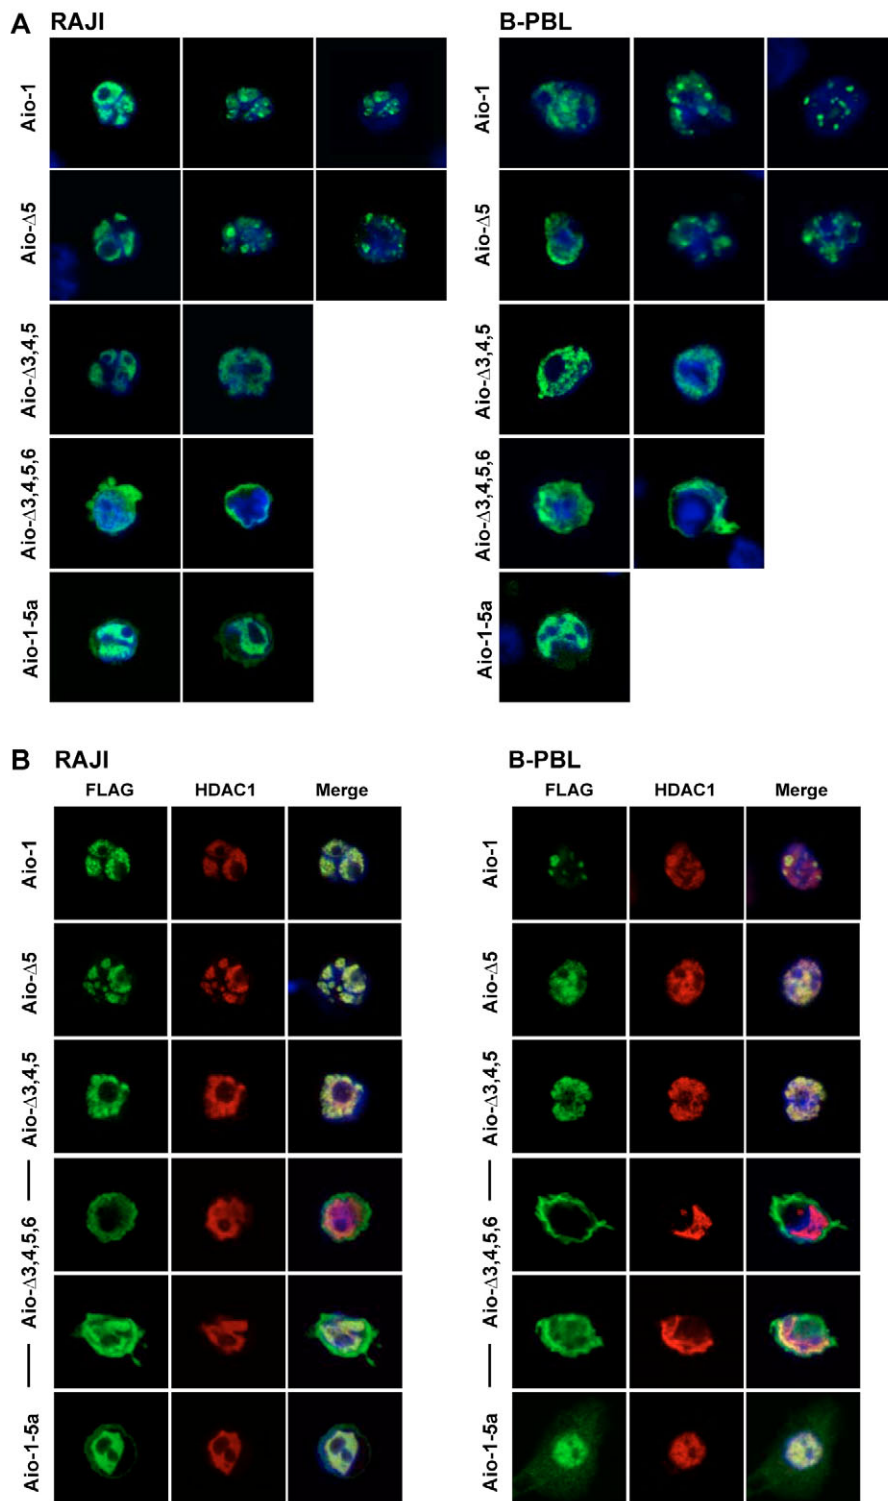 A
RAJI
B-PBL
Aio-1
Aio-Δ5
Aio-Δ3,4,5
Aio-Δ3,4,5,6
Aio-1-5a
Aio-1
Aio-Δ5
Aio-Δ3,4,5
Aio-Δ3,4,5,6
Aio-1-5a
B
RAJI
B-PBL
FLAG
HDAC1
Merge
FLAG
HDAC1
Merge
Aio-1
Aio-Δ5
Aio-Δ3,4,5
Aio-Δ3,4,5,6
Aio-1-5a
Aio-1
Aio-Δ5
Aio-Δ3,4,5
Aio-Δ3,4,5,6
Aio-1-5a